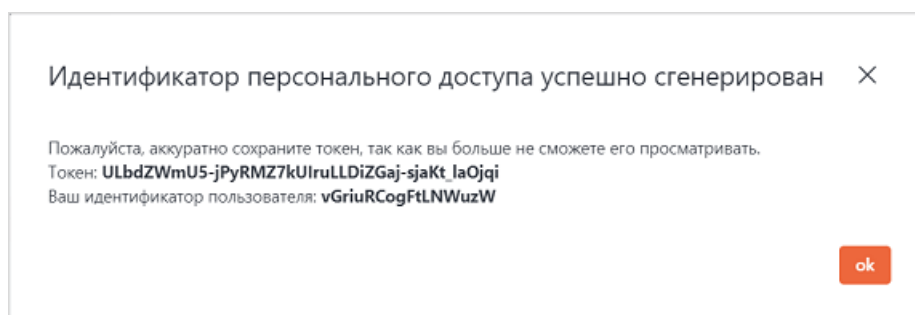 Идентификатор персонального доступа успешно сгенерирован
Пожалуйста, аккуратно сохраните токен, так как вы больше не сможете его просматривать.
Токен: ULbdZWmU5-jPyRMZ7kUIruLLDiZGaj-sjaKt_laOjqi
Ваш идентификатор пользователя: vGriuRCogFtLNWuzW
ok